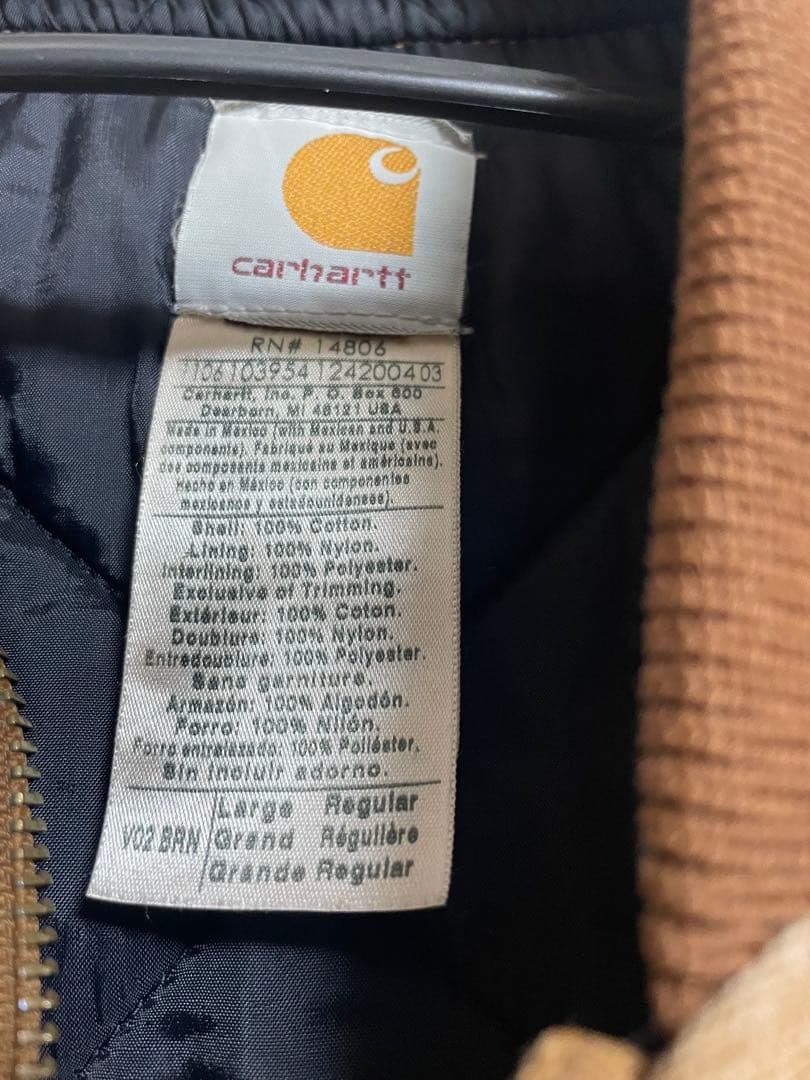 carhartt
RN# 14806
1106103954 124200403
Carhartt, Inc. P. O. Box 600
Dearborn, MI 48121 USA
Made in Mexico (with Mexican and U.S.A.
components). Fabriqué au Mexique (avec
des composants mexicains et américains).
Hecho en México (con componentes
mexicanos y estadounidenses).
Shell: 100% Cotton.
Lining: 100% Nylon.
Interlining: 100% Polyester.
Exclusive of Trimming.
Extérieur: 100% Coton.
Doublure: 100% Nylon.
Entredoublure: 100% Polyester.
Sans garniture.
Armazón: 100% Algodón.
Forro: 100% Nilón.
Forro entrelazado: 100% Poliéster.
Sin incluir adorno.
Large Regular
V02 BRN Grand Régulière
Grande Regular